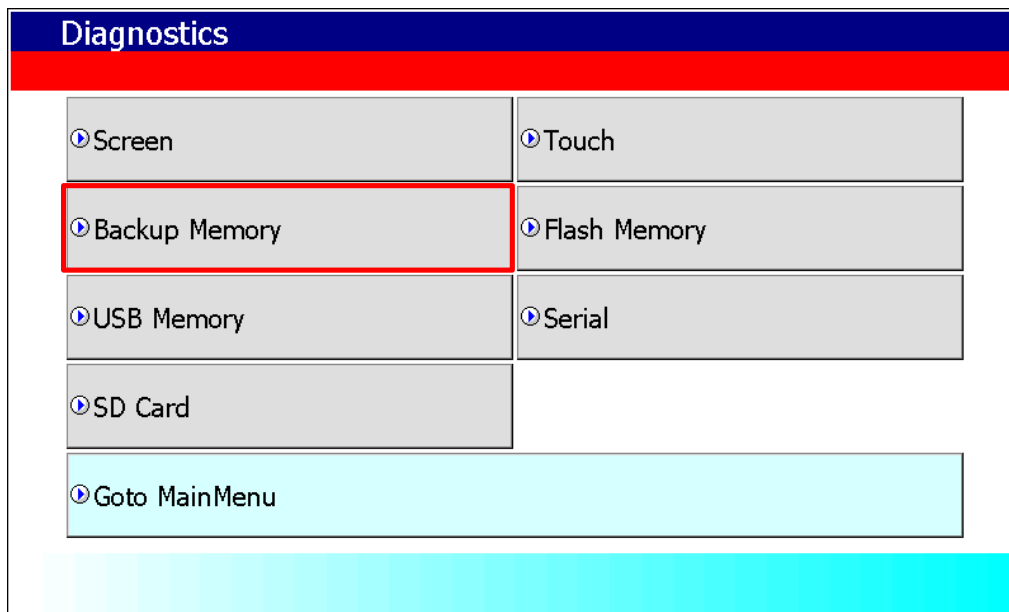 Diagnostics
Screen
Touch
Backup Memory
Flash Memory
USB Memory
Serial
SD Card
Goto MainMenu